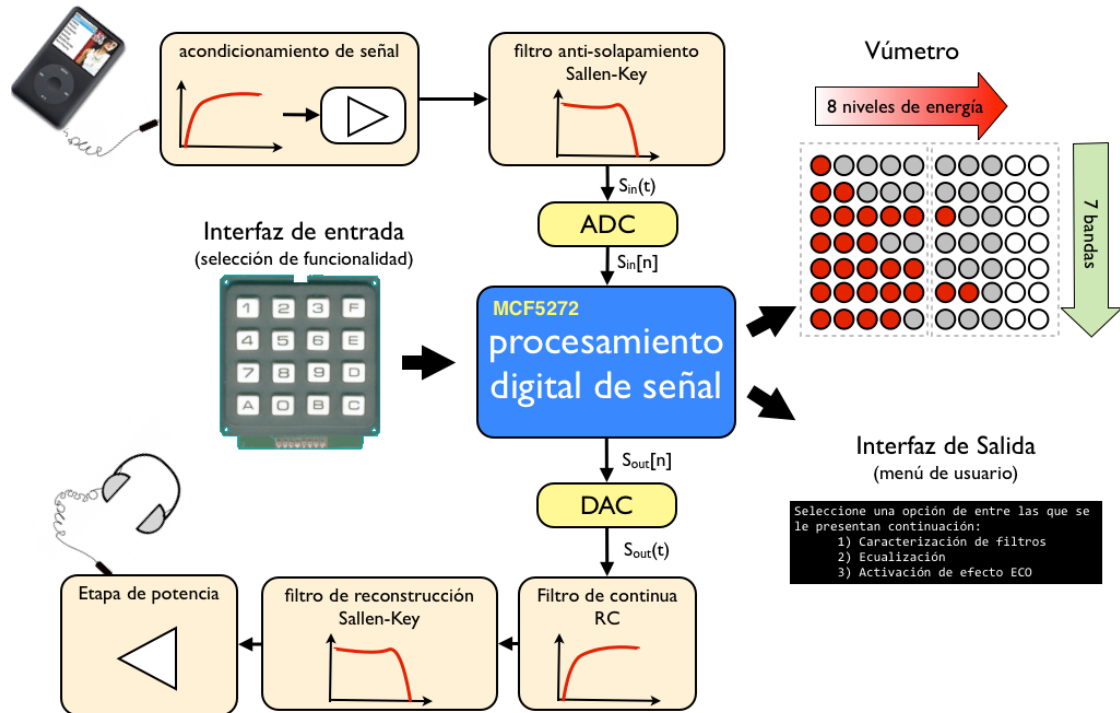 acondicionamiento de señal
filtro anti-solapamiento
Sallen-Key
Vúmetro
8 niveles de energía
7 bandas
Sin(t)
ADC
Sin[n]
Interfaz de entrada
(selección de funcionalidad)
1 2 3 F
4 5 6 E
7 8 9 D
A 0 B C
MCF5272
procesamiento
digital de señal
Sout[n]
DAC
Sout(t)
Interfaz de Salida
(menú de usuario)
Seleccione una opción de entre las que se
le presentan continuación:
1) Caracterización de filtros
2) Ecualización
3) Activación de efecto ECO
Etapa de potencia
filtro de reconstrucción
Sallen-Key
Filtro de continua
RC